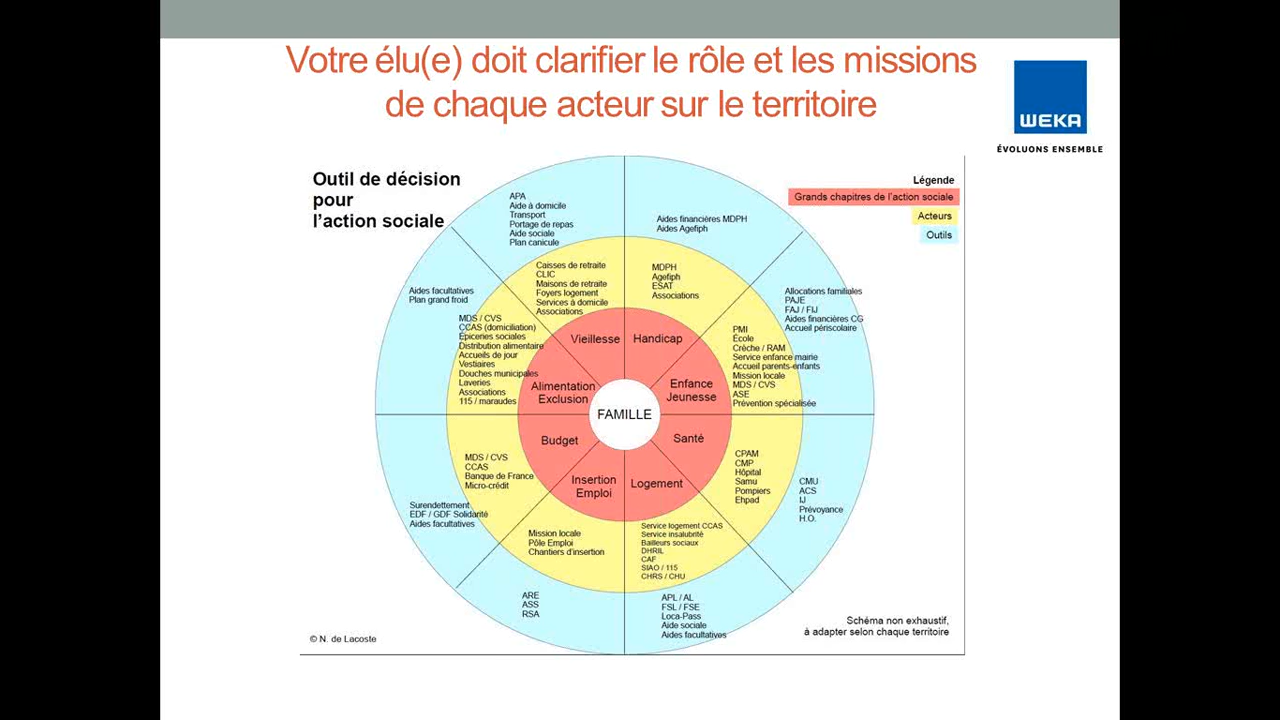 Votre élu(e) doit clarifier le rôle et les missions
de chaque acteur sur le territoire
WEKA
ÉVOLUONS ENSEMBLE
Outil de décision
pour
l'action sociale
Légende
Grands chapitres de l'action sociale
Acteurs
Outils
APA
Aide à domicile
Transport
Portage de repas
Aide sociale
Plan canicule
Aides financières MDPH
Aides Agefiph
Caisses de retraite
CLIC
Maisons de retraite
Foyers logement
Services à domicile
Associations
MDPH
Agefiph
ESAT
Associations
Aides facultatives
Plan grand froid
Allocations familiales
PAJE
FAJ / FIJ
Aides financières CG
Accueil périscolaire
MDS / CVS
CCAS (domiciliation)
Épiceries sociales
Distribution alimentaire
Accueils de jour
Vestiaires
Douches municipales
Laveries
Associations
115 / maraudes
PMI
École
Crèche / RAM
Service enfance mairie
Accueil parents-enfants
Mission locale
MDS / CVS
ASE
Prévention spécialisée
Vieillesse
Handicap
Alimentation
Exclusion
Enfance
Jeunesse
FAMILLE
Budget
Santé
Insertion
Emploi
Logement
MDS / CVS
CCAS
Banque de France
Micro-crédit
CPAM
CMP
Hôpital
Samu
Pompiers
Ehpad
Surendettement
EDF / GDF Solidarité
Aides facultatives
CMU
ACS
IJ
Prévoyance
H.O.
Mission locale
Pôle Emploi
Chantiers d'insertion
Service logement CCAS
Service insalubrité
Bailleurs sociaux
DHRIL
CAF
SIAO / 115
CHRS / CHU
ARE
ASS
RSA
APL / AL
FSL / FSE
Loca-Pass
Aide sociale
Aides facultatives
© N. de Lacoste
Schéma non exhaustif,
à adapter selon chaque territoire